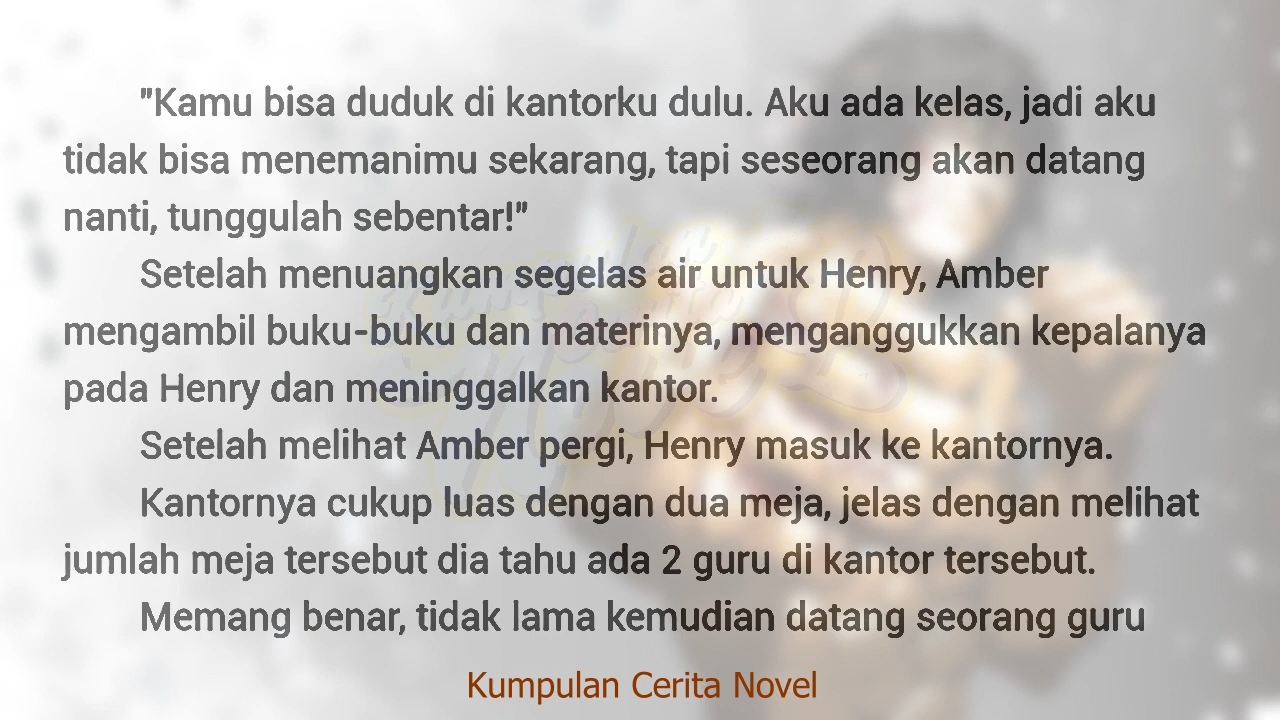 "Kamu bisa duduk di kantorku dulu. Aku ada kelas, jadi aku
tidak bisa menemanimu sekarang, tapi seseorang akan datang
nanti, tunggulah sebentar!"
Setelah menuangkan segelas air untuk Henry, Amber
mengambil buku-buku dan materinya, menganggukkan kepalanya
pada Henry dan meninggalkan kantor.
Setelah melihat Amber pergi, Henry masuk ke kantornya.
Kantornya cukup luas dengan dua meja, jelas dengan melihat
jumlah meja tersebut dia tahu ada 2 guru di kantor tersebut.
Memang benar, tidak lama kemudian datang seorang guru
Kumpulan Cerita Novel